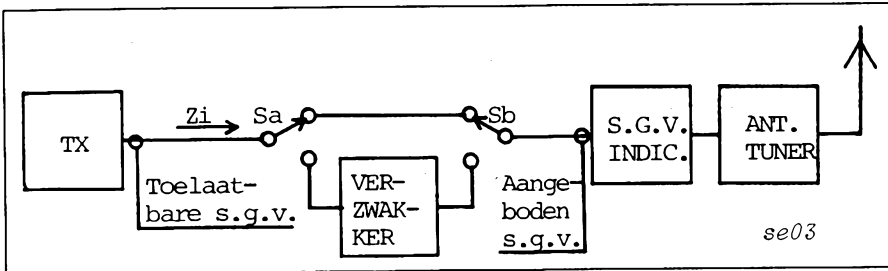 TX
Zi
Sa
Sb
S.G.V.
INDIC.
ANT.
TUNER
Toelaat-
bare s.g.v.
VER-
ZWAK-
KER
Aange-
boden
s.g.v.
se03